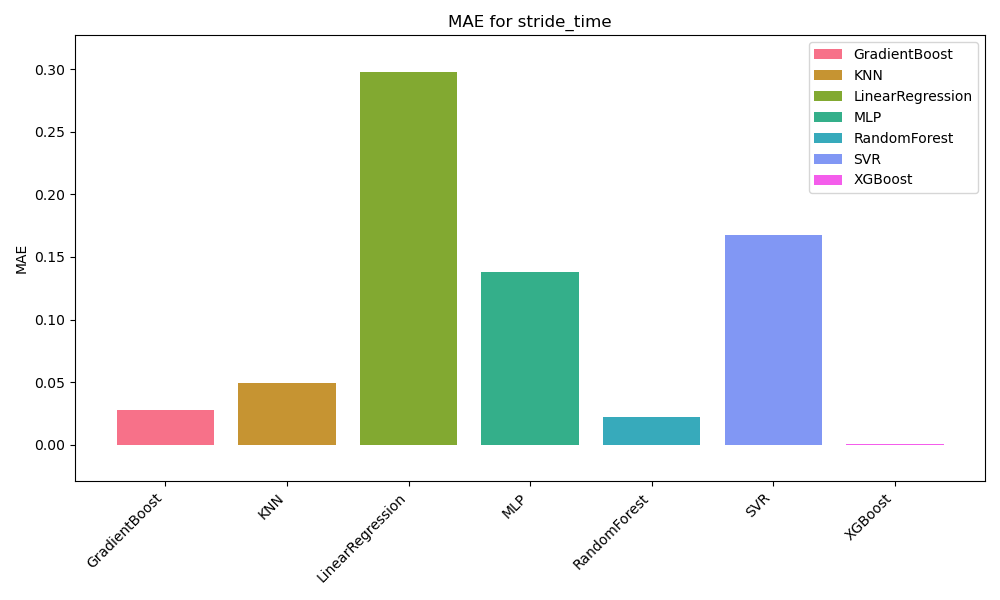 MAE for stride_time
GradientBoost
KNN
LinearRegression
MLP
RandomForest
SVR
XGBoost
MAE
0.30
0.25
0.20
0.15
0.10
0.05
0.00
GradientBoost
KNN
LinearRegression
MLP
RandomForest
SVR
XGBoost